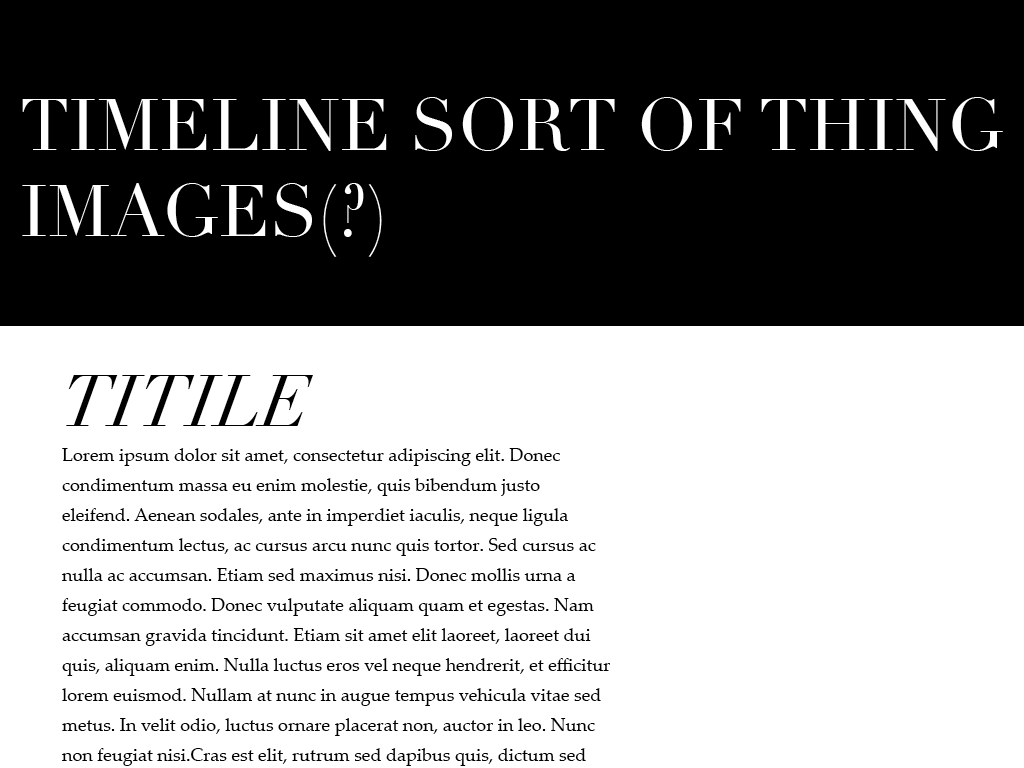 TIMELINE SORT OF THING
IMAGES(?)
TITILE
Lorem ipsum dolor sit amet, consectetur adipiscing elit. Donec
condimentum massa eu enim molestie, quis bibendum justo
eleifend. Aenean sodales, ante in imperdiet iaculis, neque ligula
condimentum lectus, ac cursus arcu nunc quis tortor. Sed cursus ac
nulla ac accumsan. Etiam sed maximus nisi. Donec mollis urna a
feugiat commodo. Donec vulputate aliquam quam et egestas. Nam
accumsan gravida tincidunt. Etiam sit amet elit laoreet, laoreet dui
quis, aliquam enim. Nulla luctus eros vel neque hendrerit, et efficitur
lorem euismod. Nullam at nunc in augue tempus vehicula vitae sed
metus. In velit odio, luctus ornare placerat non, auctor in leo. Nunc
non feugiat nisi.Cras est elit, rutrum sed dapibus quis, dictum sed